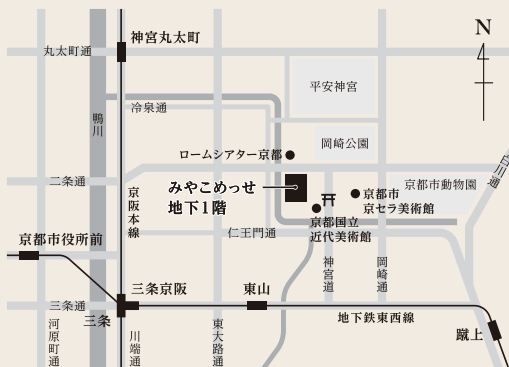 N
神宮丸太町
丸太町通
平安神宮
冷泉通
鴨川
岡崎公園
ロームシアター京都
白川通
二条通
みやこめっせ
地下1階
京都市動物園
京都市
京セラ美術館
京阪本線
京都国立
近代美術館
仁王門通
京都市役所前
神宮道
岡崎通
三条京阪
東山
三条通
三条
地下鉄東西線
蹴上
河原町通
川端通
東大路通